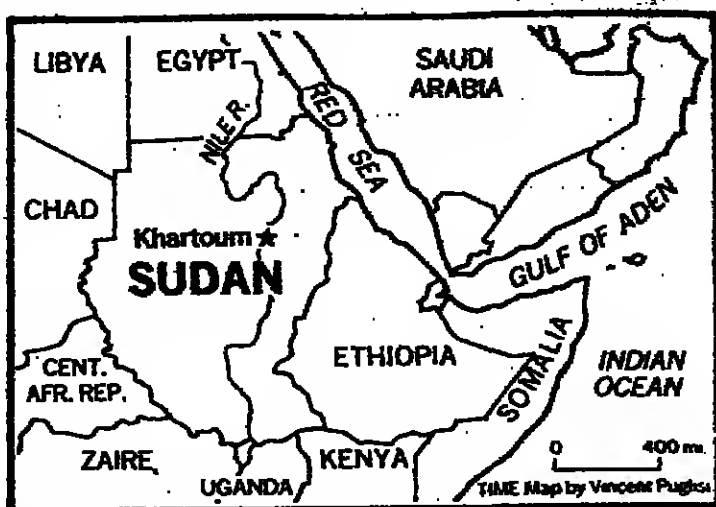 LIBYA
EGYPT
SAUDI
ARABIA
NILE R.
RED
SEA
CHAD
Khartoum
SUDAN
GULF OF ADEN
CENT.
AFR. REP.
ETHIOPIA
SOMALIA
INDIAN
OCEAN
ZAIRE
UGANDA
KENYA
0 400 mi.
TIME Map by Vincent